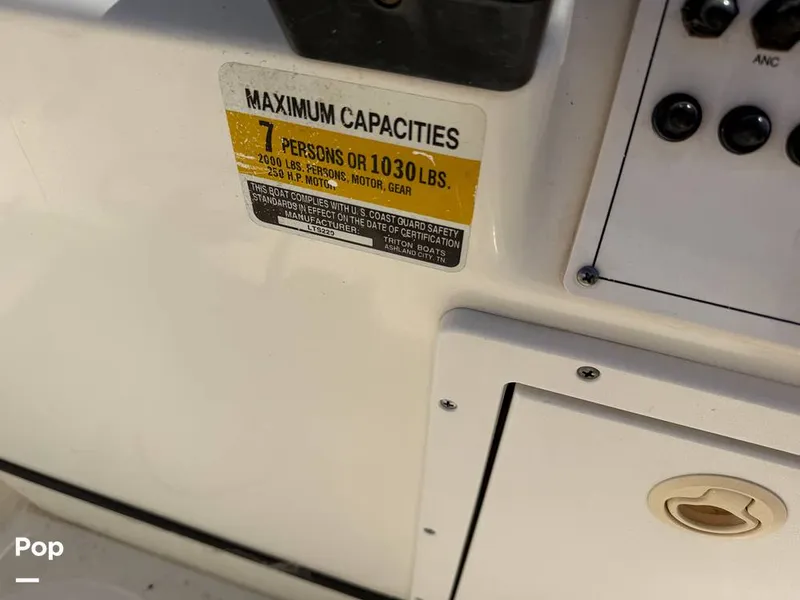 ANC
MAXIMUM CAPACITIES
7 PERSONS OR 1030 LBS.
2000 LBS. PERSONS, MOTOR, GEAR
250 H.P. MOTOR
THIS BOAT COMPLIES WITH U.S. COAST GUARD SAFETY
STANDARDS IN EFFECT ON THE DATE OF CERTIFICATION
MANUFACTURER:
TRITON BOATS
ASHLAND CITY, TN
Pop